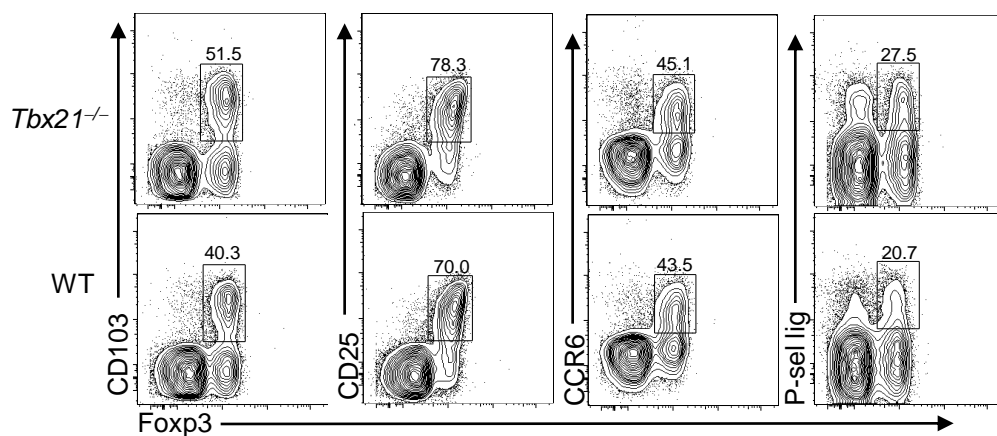 51.5 78.3 45.1 27.5
Tbx21–/–
40.3 70.0 43.5 20.7
WT
CD103
CD25
CCR6
P-sel lig
Foxp3